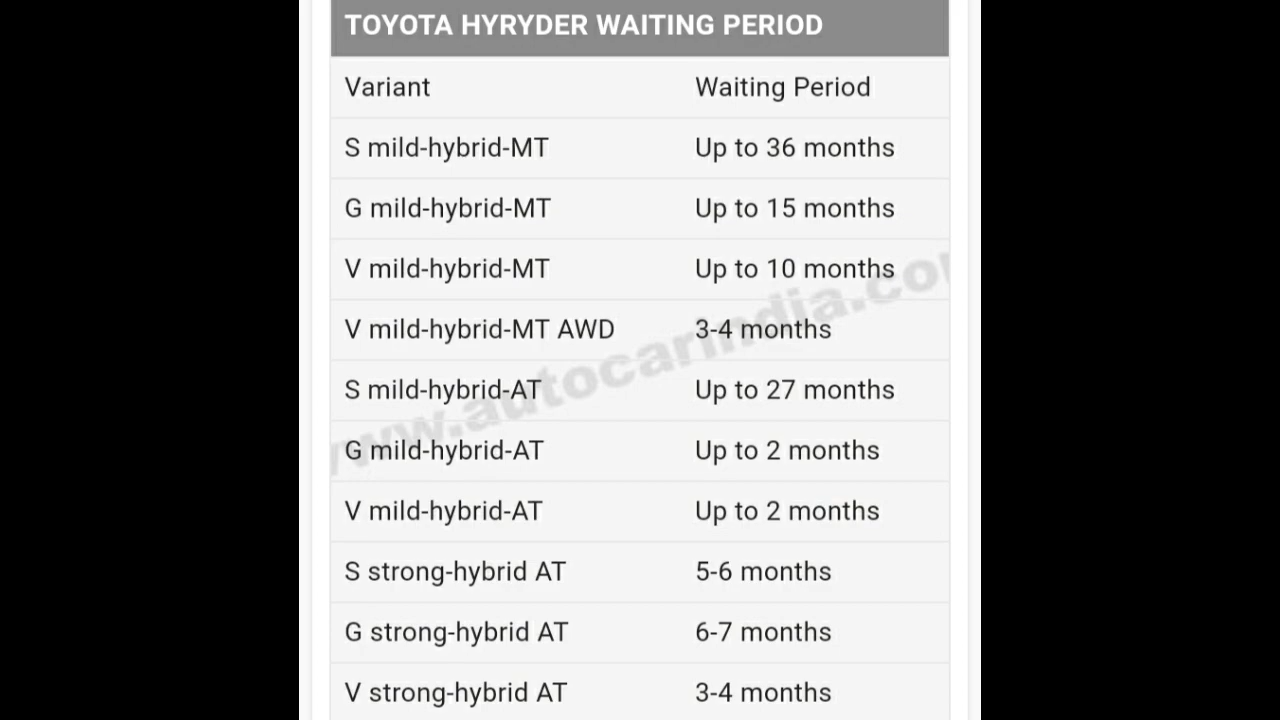 TOYOTA HYRYDER WAITING PERIOD
Variant Waiting Period
S mild-hybrid-MT Up to 36 months
G mild-hybrid-MT Up to 15 months
V mild-hybrid-MT Up to 10 months
V mild-hybrid-MT AWD 3-4 months
S mild-hybrid-AT Up to 27 months
G mild-hybrid-AT Up to 2 months
V mild-hybrid-AT Up to 2 months
S strong-hybrid AT 5-6 months
G strong-hybrid AT 6-7 months
V strong-hybrid AT 3-4 months
www.autocarindia.co